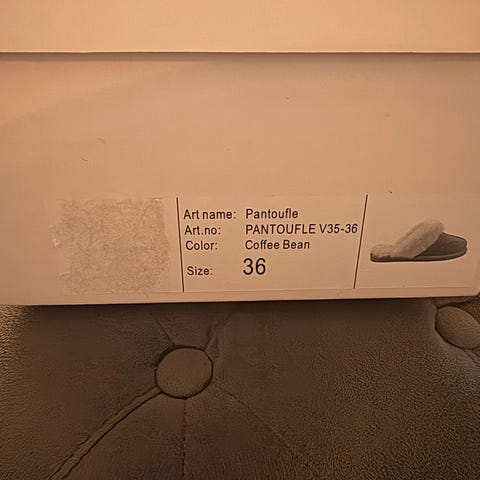 Art name: Pantoufle
Art.no: PANTOUFLE V35-36
Color: Coffee Bean
Size: 36